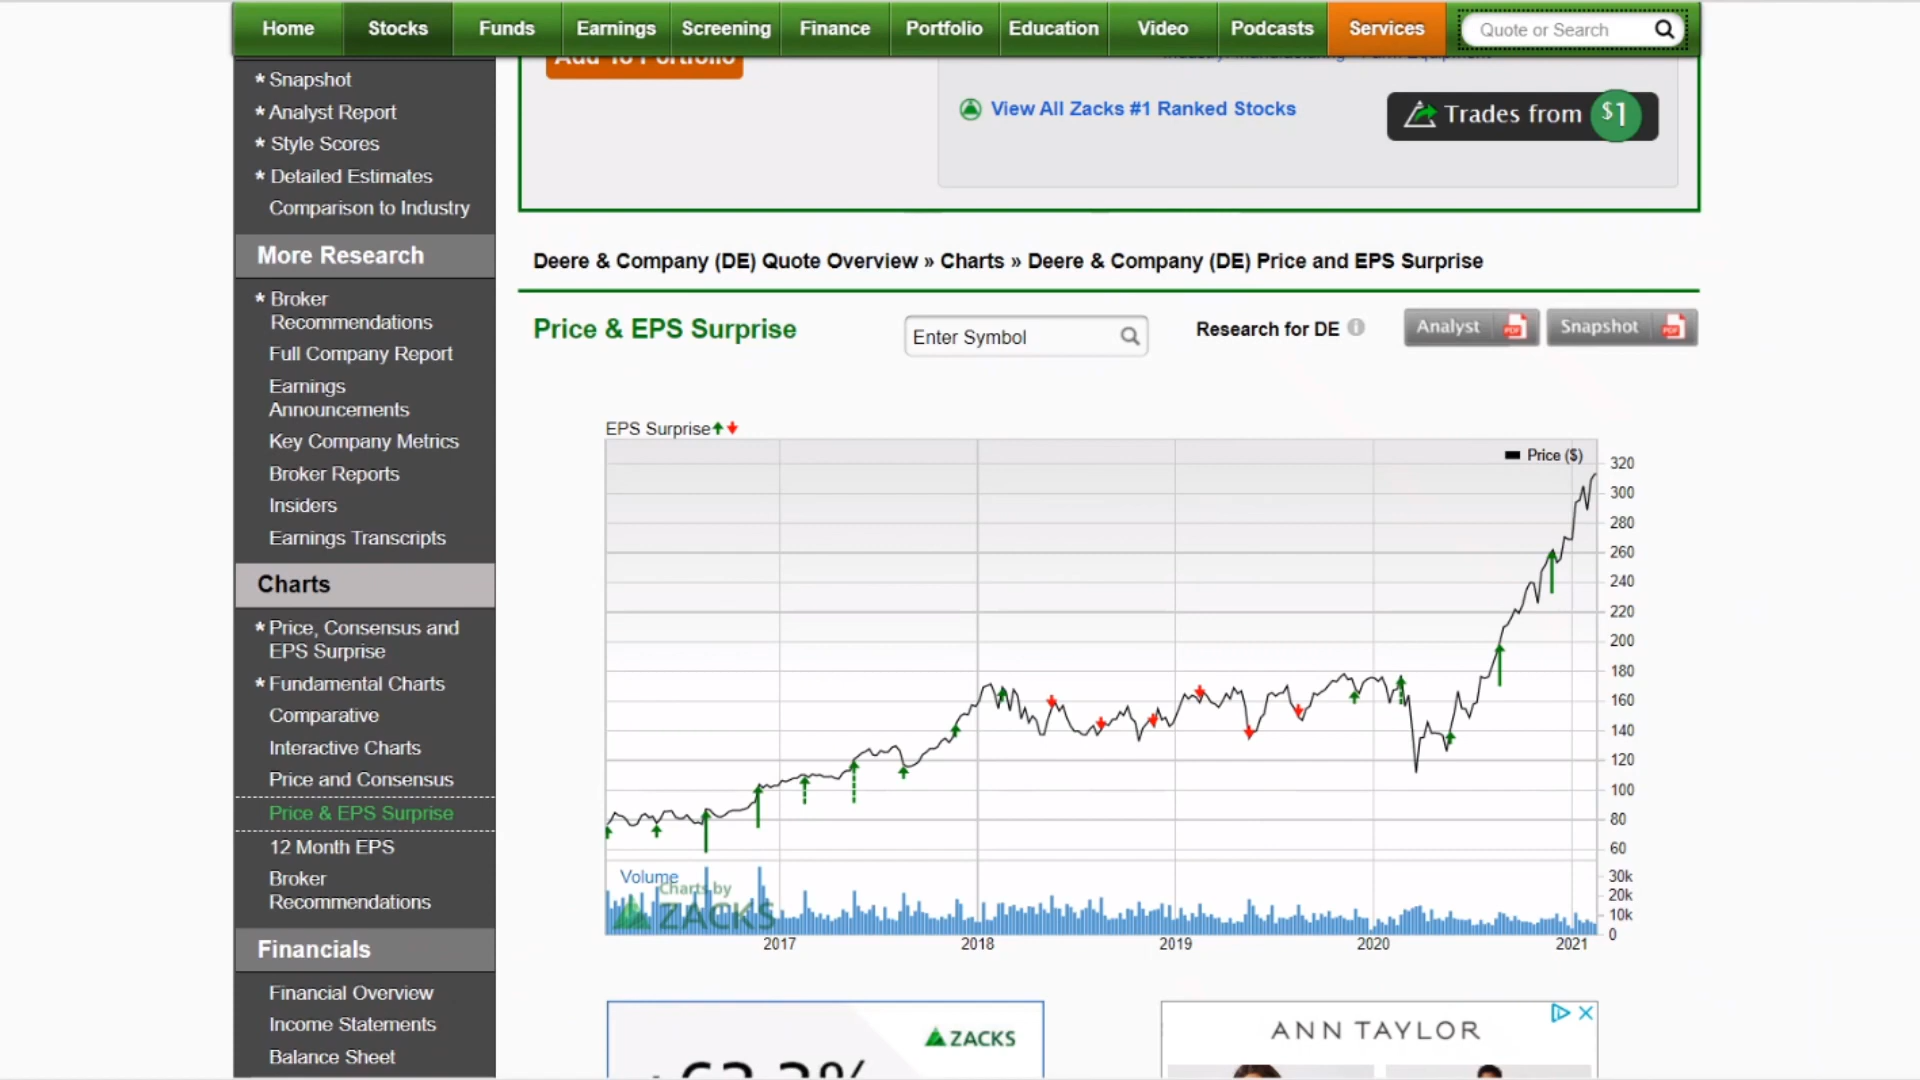 Home Stocks Funds Earnings Screening Finance Portfolio Education Video Podcasts Services Quote or Search
* Snapshot
* Analyst Report
* Style Scores
* Detailed Estimates
Comparison to Industry
More Research
* Broker
Recommendations
Full Company Report
Earnings
Announcements
Key Company Metrics
Broker Reports
Insiders
Earnings Transcripts
Charts
* Price, Consensus and
EPS Surprise
* Fundamental Charts
Comparative
Interactive Charts
Price and Consensus
Price & EPS Surprise
12 Month EPS
Broker
Recommendations
Financials
Financial Overview
Income Statements
Balance Sheet
Add To Portfolio
View All Zacks #1 Ranked Stocks
Trades from $1
Deere & Company (DE) Quote Overview » Charts » Deere & Company (DE) Price and EPS Surprise
Price & EPS Surprise
Enter Symbol
Research for DE
Analyst
Snapshot
EPS Surprise
Price ($)
320
300
280
260
240
220
200
180
160
140
120
100
80
60
Volume
Charts by
ZACKS
30k
20k
10k
0
2017 2018 2019 2020 2021
ZACKS
ANN TAYLOR